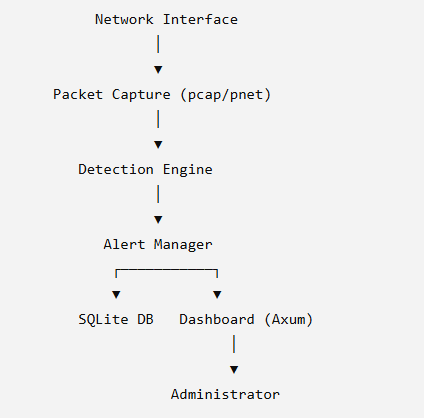 Network Interface
Packet Capture (pcap/pnet)
Detection Engine
Alert Manager
SQLite DB Dashboard (Axum)
Administrator